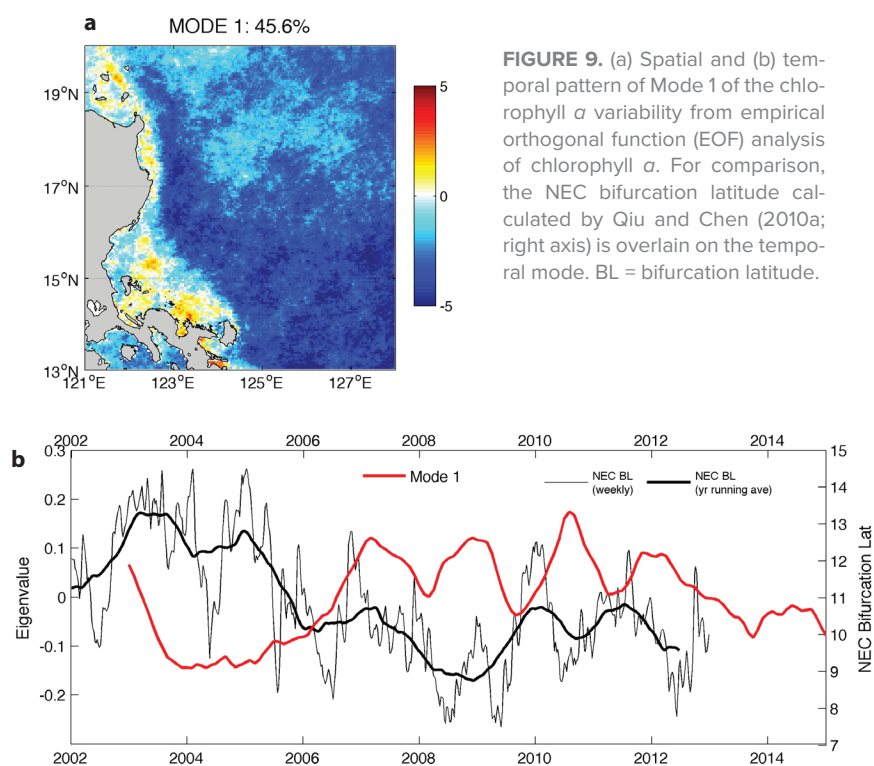 a
MODE 1: 45.6%
19°N
17°N
15°N
13°N
121°E
123°E
125°E
127°E
5
0
-5
FIGURE 9. (a) Spatial and (b) tem-
poral pattern of Mode 1 of the chlo-
rophyll a variability from empirical
orthogonal function (EOF) analysis
of chlorophyll a. For comparison,
the NEC bifurcation latitude cal-
culated by Qiu and Chen (2010a;
right axis) is overlain on the tempo-
ral mode. BL = bifurcation latitude.
b
2002 2004 2006 2008 2010 2012 2014
Mode 1
NEC BL
(weekly)
NEC BL
(yr running ave)
Eigenvalue
0.3
0.2
0.1
0
-0.1
-0.2
NEC Bifurcation Lat
15
14
13
12
11
10
9
8
7
2002 2004 2006 2008 2010 2012 2014